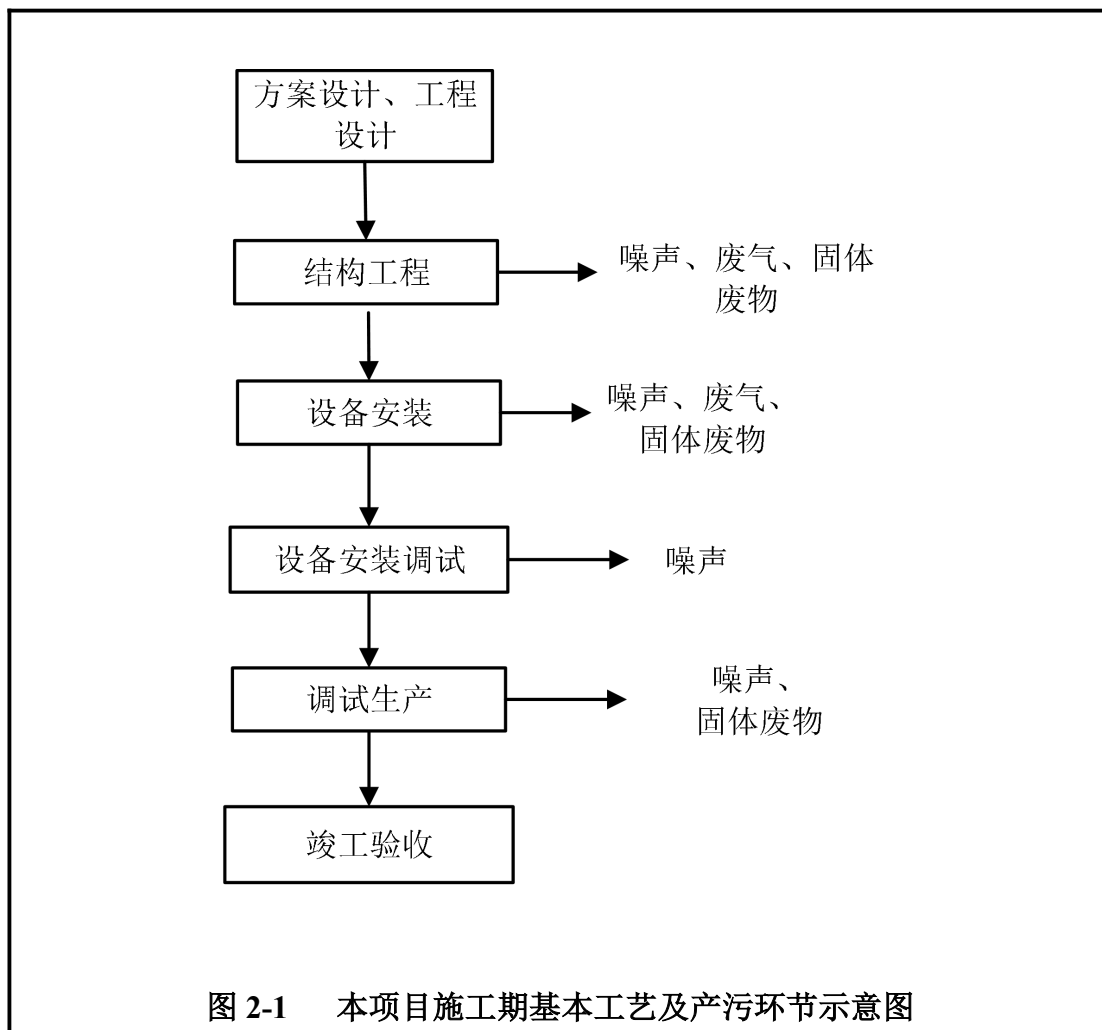 方案设计、工程
设计
结构工程
噪声、废气、固体
废物
设备安装
噪声、废气、
固体废物
设备安装调试
噪声
调试生产
噪声、
固体废物
竣工验收
图 2-1 本项目施工期基本工艺及产污环节示意图